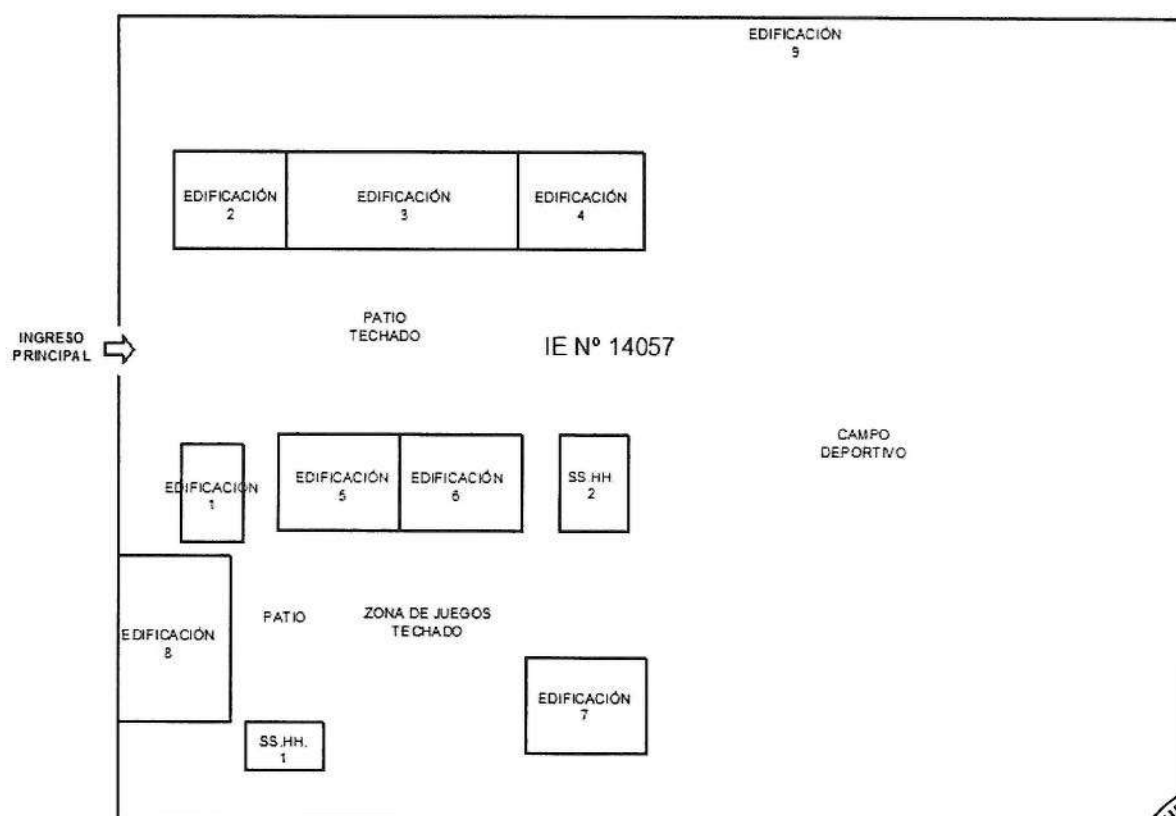 EDIFICACIÓN
9
EDIFICACIÓN
2
EDIFICACIÓN
3
EDIFICACIÓN
4
PATIO
TECHADO
INGRESO
PRINCIPAL
IE Nº 14057
CAMPO
DEPORTIVO
EDIFICACIÓN
1
EDIFICACIÓN
5
EDIFICACIÓN
6
SS.HH.
2
EDIFICACIÓN
8
PATIO
ZONA DE JUEGOS
TECHADO
EDIFICACIÓN
7
SS.HH.
1